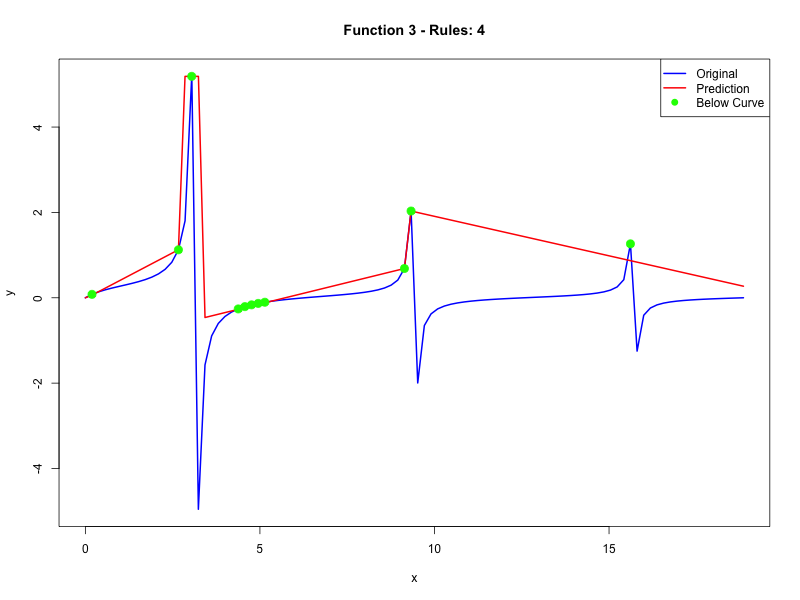 Function 3 - Rules: 4
Original
Prediction
Below Curve
y
4
2
0
-2
-4
0 5 10 15
x